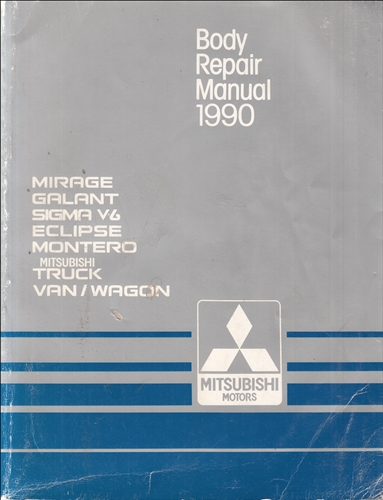 Body
Repair
Manual
1990
MIRAGE
GALANT
SIGMA V6
ECLIPSE
MONTERO
MITSUBISHI
TRUCK
VAN/WAGON
MITSUBISHI
MOTORS